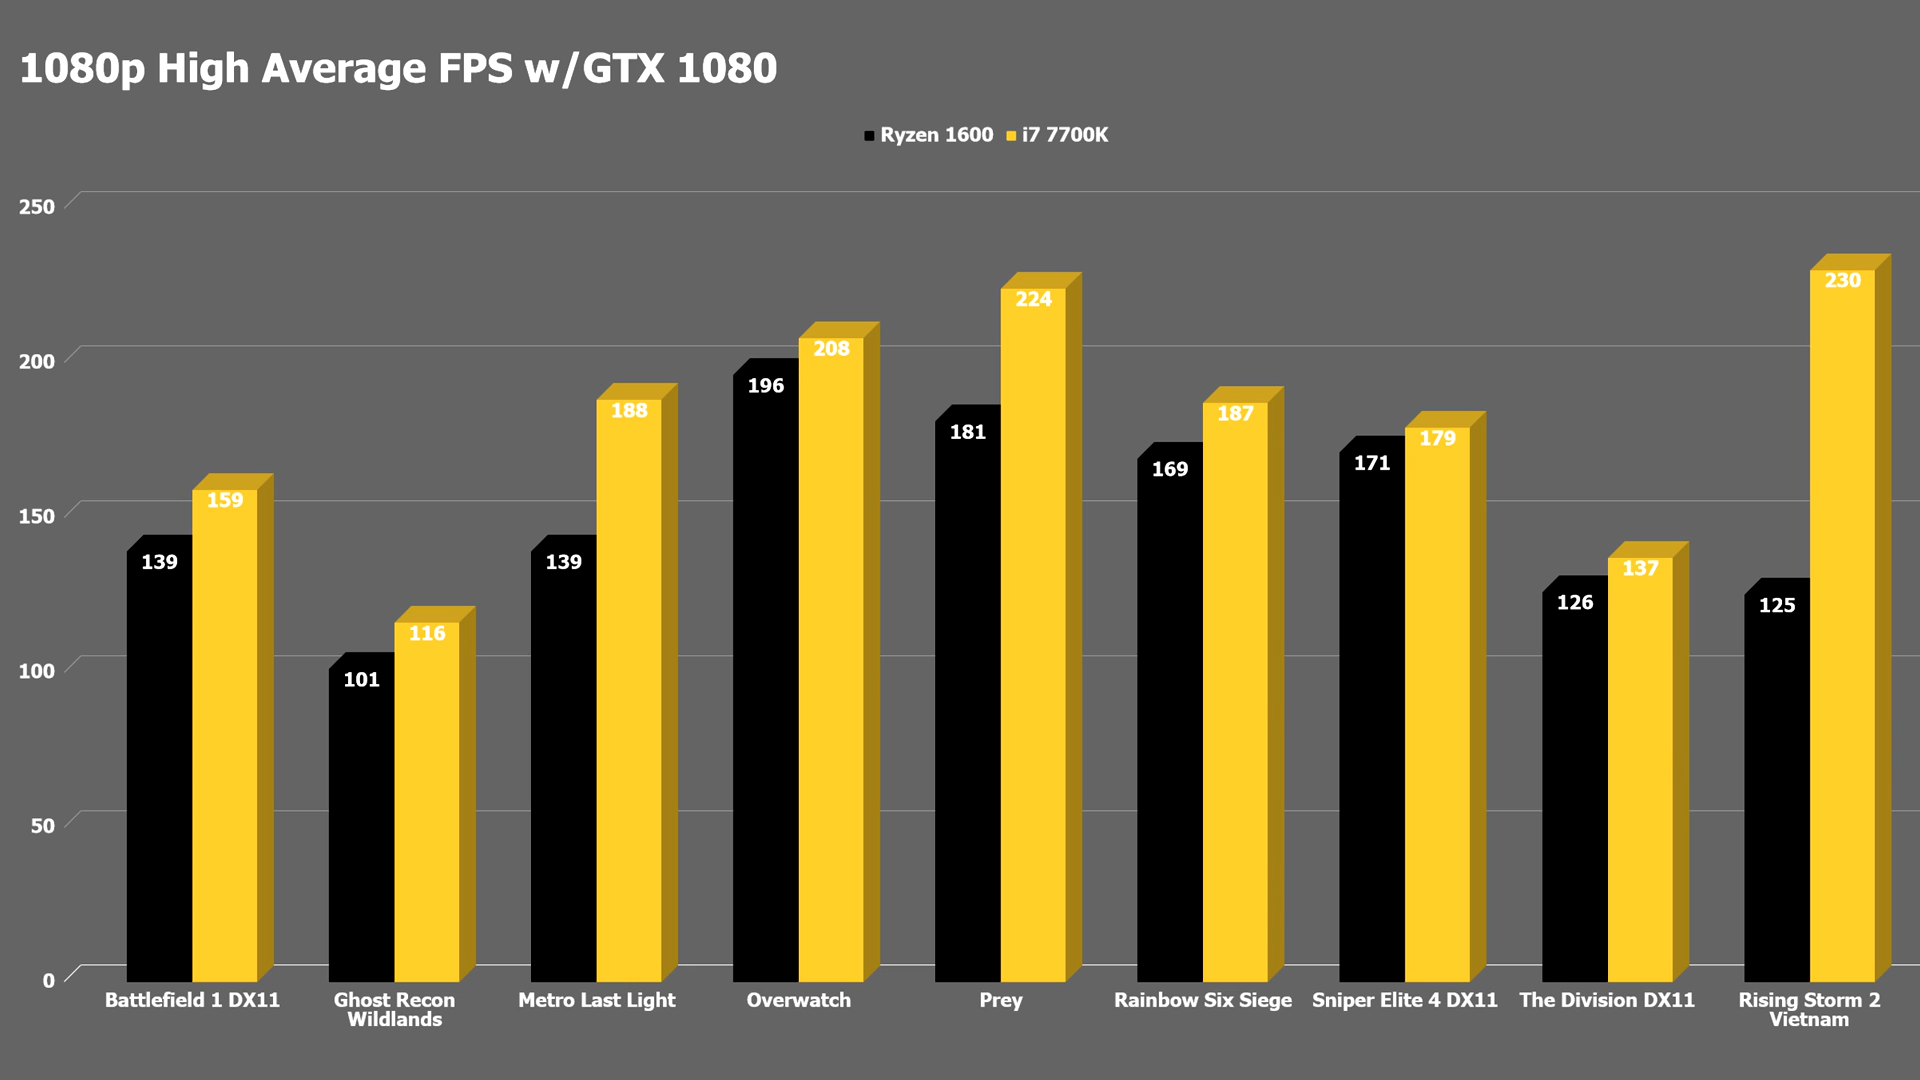 1080p High Average FPS w/GTX 1080
Ryzen 1600 i7 7700K
250
200
150
100
50
0
139 159
101 116
139 188
196 208
181 224
169 187
171 179
126 137
125 230
Battlefield 1 DX11
Ghost Recon
Wildlands
Metro Last Light
Overwatch
Prey
Rainbow Six Siege
Sniper Elite 4 DX11
The Division DX11
Rising Storm 2
Vietnam